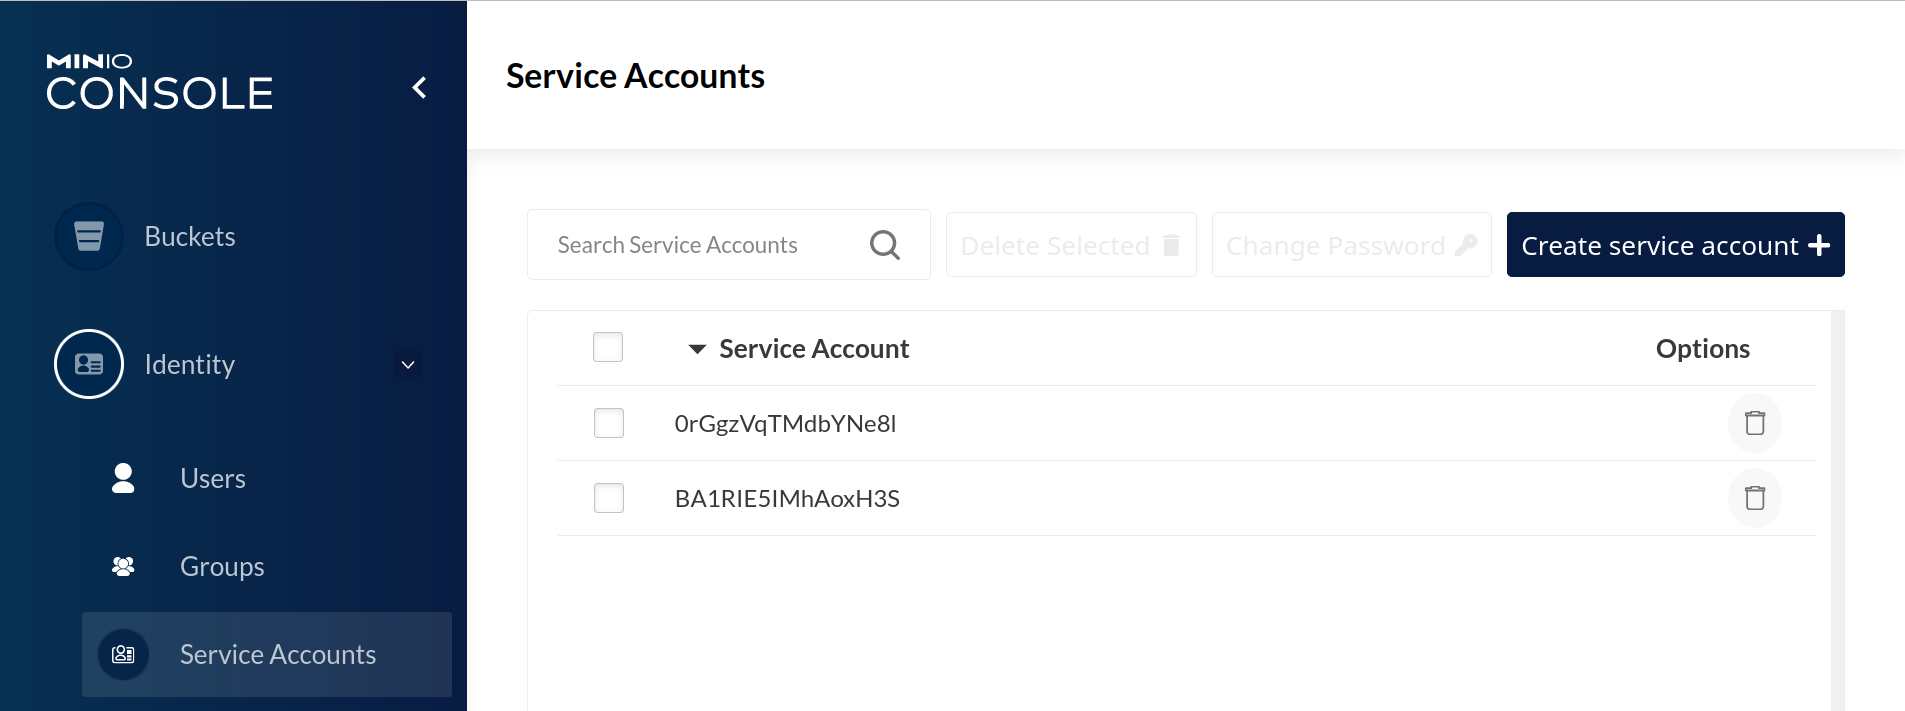 MINIO
CONSOLE
Service Accounts
Buckets
Identity
Users
Groups
Service Accounts
Search Service Accounts
Delete Selected
Change Password
Create service account
Service Account
Options
0rGgzVqTMdbYNe8l
BA1RIE5IMhAoxH3S